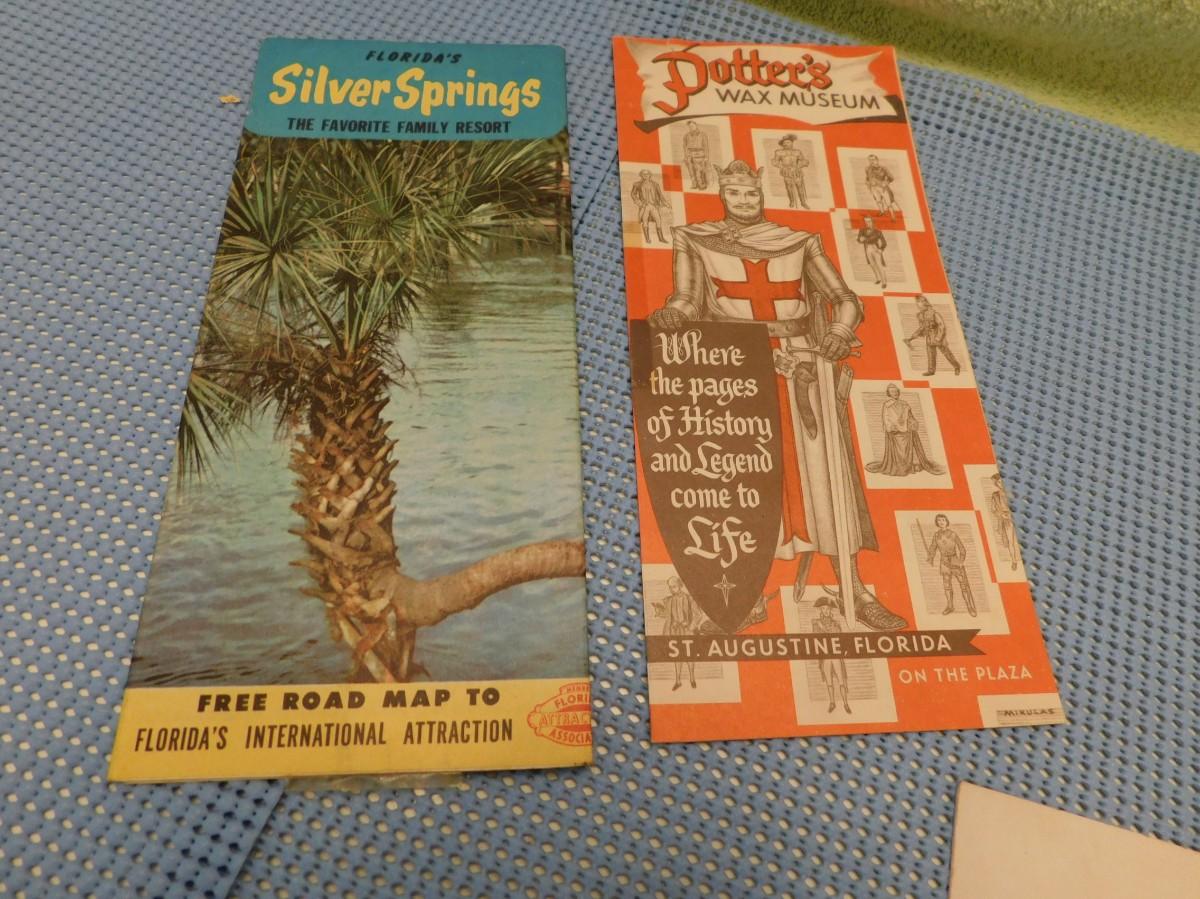 FLORIDA'S
Silver Springs
THE FAVORITE FAMILY RESORT
FREE ROAD MAP TO
FLORIDA'S INTERNATIONAL ATTRACTION
Potter's
WAX MUSEUM
Where
the pages
of History
and Legend
come to
Life
ST. AUGUSTINE, FLORIDA
ON THE PLAZA
MIKULAS